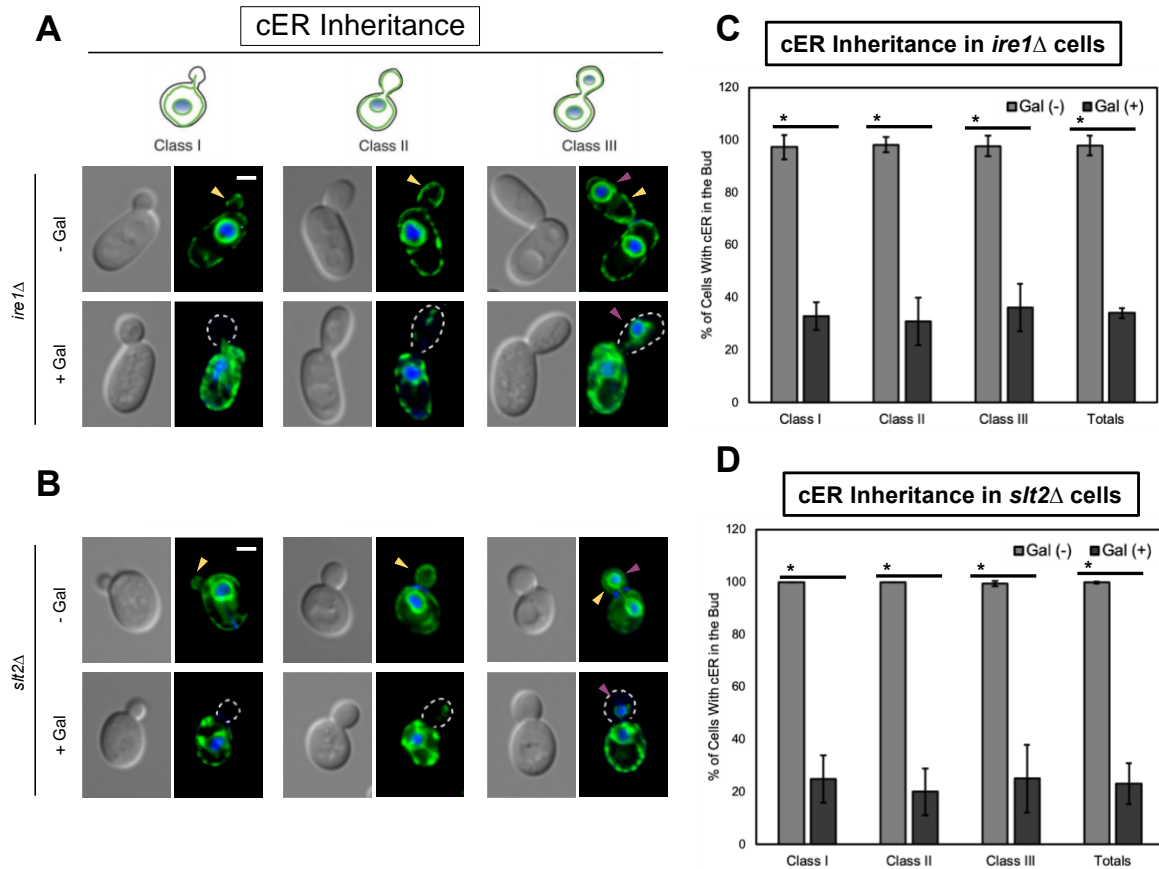 A
cER Inheritance
Class I
Class II
Class III
ire1Δ
- Gal
+ Gal
B
slt2Δ
- Gal
+ Gal
C
cER Inheritance in ire1Δ cells
% of Cells With cER in the Bud
120
100
80
60
40
20
0
Gal (-)
Gal (+)
*
*
*
*
Class I
Class II
Class III
Totals
D
cER Inheritance in slt2Δ cells
% of Cells With cER in the Bud
120
100
80
60
40
20
0
Gal (-)
Gal (+)
*
*
*
*
Class I
Class II
Class III
Totals